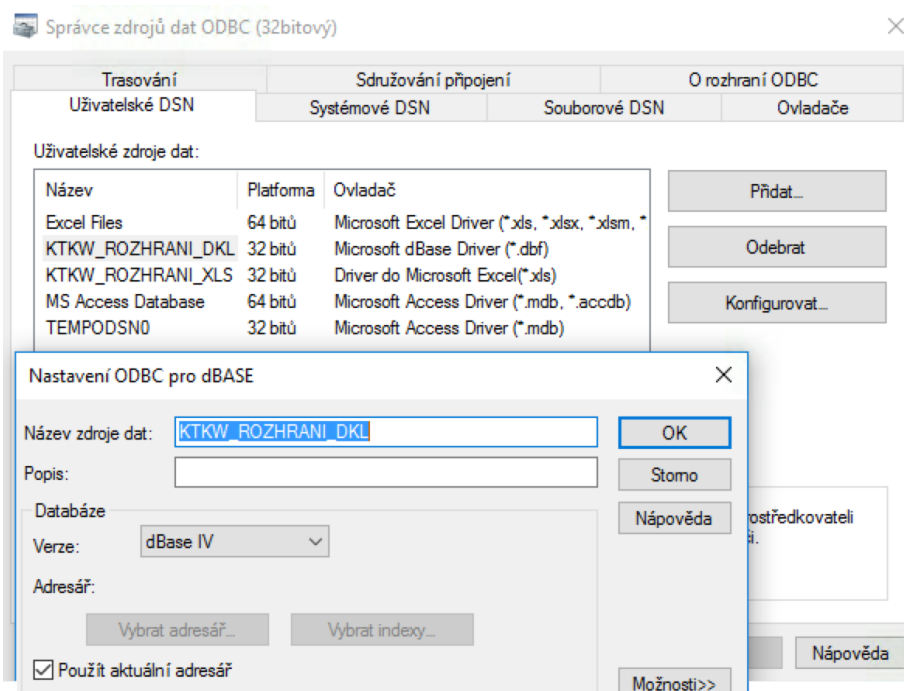 Správce zdrojů dat ODBC (32bitový)
Trasování Sdružování připojení O rozhraní ODBC
Uživatelské DSN Systémové DSN Souborové DSN Ovladače
Uživatelské zdroje dat:
Název Platforma Ovladač
Přidat...
Excel Files 64 bitů Microsoft Excel Driver (*.xls, *.xlsx, *.xlsm, *
KTKW_ROZHRANI_DKL 32 bitů Microsoft dBase Driver (*.dbf)
Odebrat
KTKW_ROZHRANI_XLS 32 bitů Driver do Microsoft Excel(*.xls)
MS Access Database 64 bitů Microsoft Access Driver (*.mdb, *.accdb)
Konfigurovat...
TEMPODSN0 32 bitů Microsoft Access Driver (*.mdb)
Nastavení ODBC pro dBASE
Název zdroje dat: KTKW_ROZHRANI_DKL OK
Popis: Storno
Databáze
Nápověda
Verze: dBase IV
Adresář:
Vybrat adresář... Vybrat indexy...
Použít aktuální adresář
Možnosti>>
Nápověda